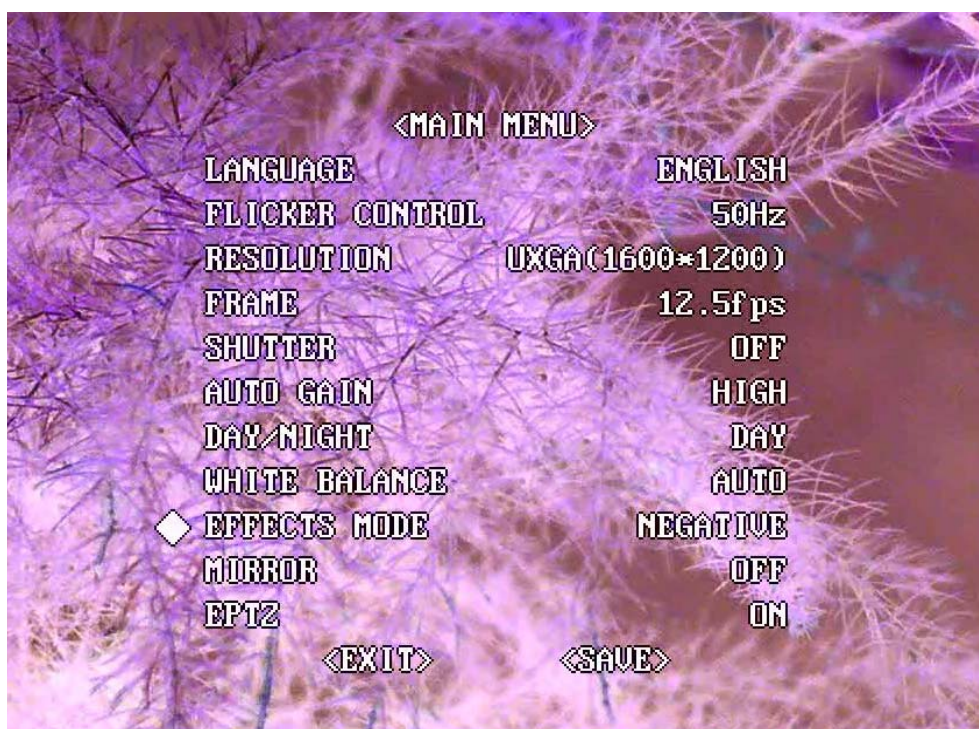 <MAIN MENU>
LANGUAGE ENGLISH
FLICKER CONTROL 50Hz
RESOLUTION UXGA(1600*1200)
FRAME 12.5fps
SHUTTER OFF
AUTO GAIN HIGH
DAY/NIGHT DAY
WHITE BALANCE AUTO
EFFECTS MODE NEGATIVE
MIRROR OFF
EPTZ ON
<EXIT> <SAVE>